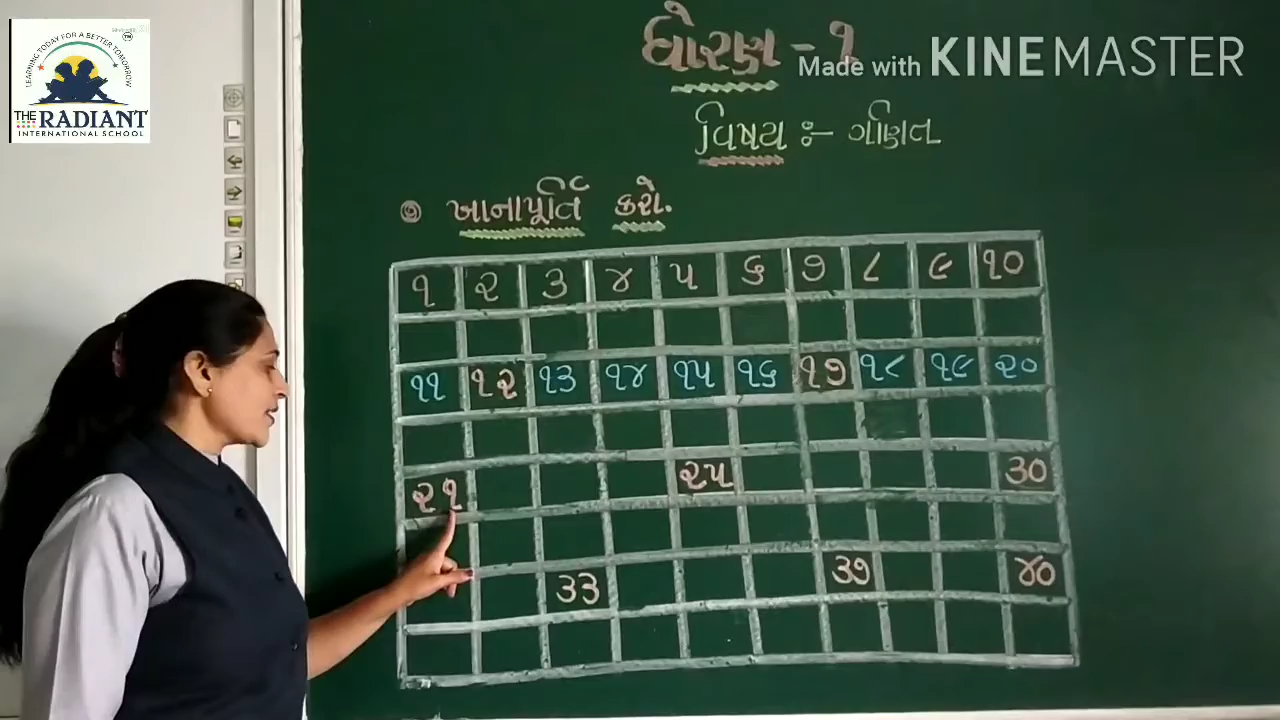 LEARNING TODAY FOR A BETTER TOMORROW
THE RADIANT
INTERNATIONAL SCHOOL
Made with KINEMASTER
ધોરણ - ૧
વિષય :- ગણિત
ખાનાપૂર્તિ કરો.
૧ ૨ ૩ ૪ ૫ ૬ ૭ ૮ ૯ ૧૦
૧૧ ૧૨ ૧૩ ૧૪ ૧૫ ૧૬ ૧૭ ૧૮ ૧૯ ૨૦
૨૧ ૨૫ ૩૦
૩૩ ૩૭ ૪૦